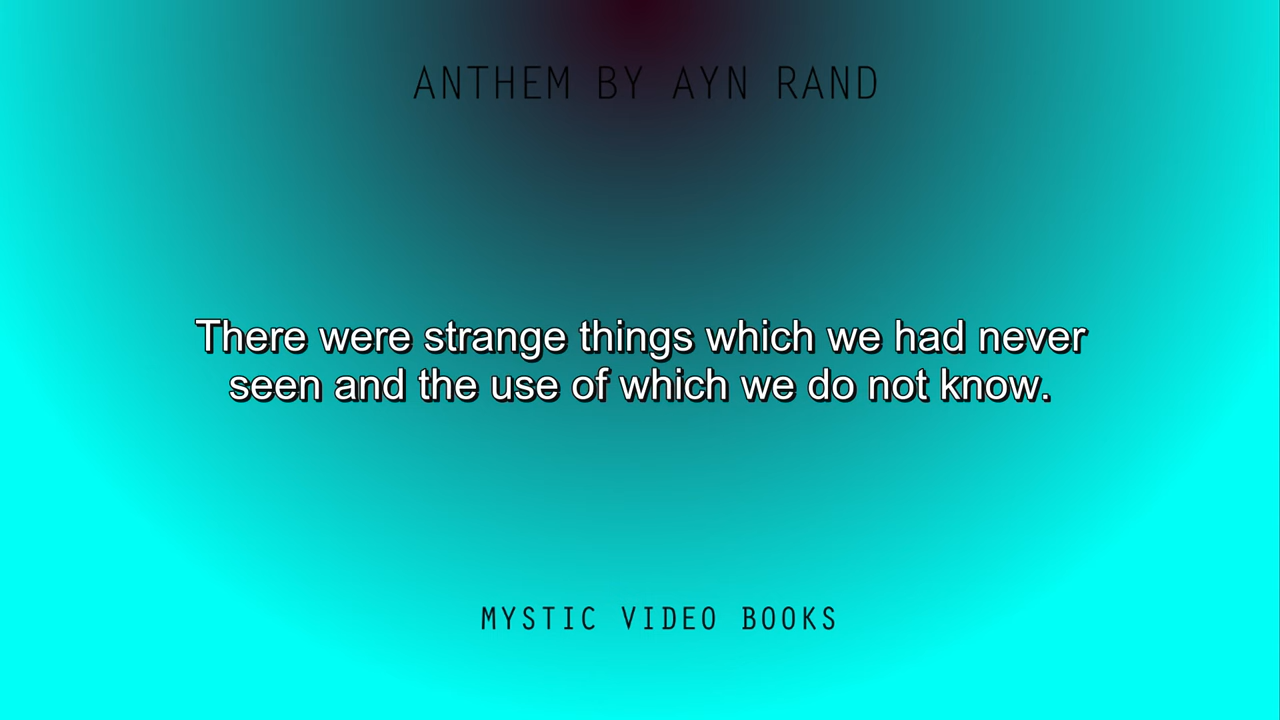 ANTHEM BY AYN RAND
There were strange things which we had never
seen and the use of which we do not know.
MYSTIC VIDEO BOOKS